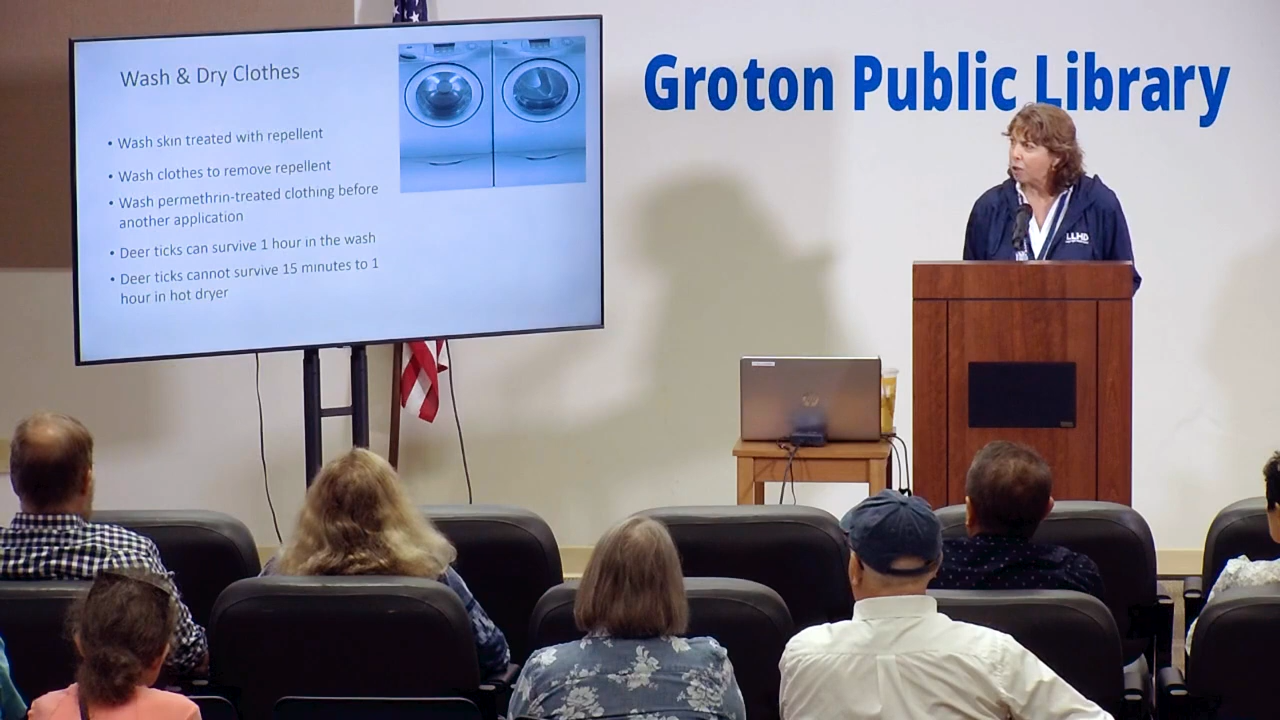 Groton Public Library
Wash & Dry Clothes
• Wash skin treated with repellent
• Wash clothes to remove repellent
• Wash permethrin-treated clothing before
another application
• Deer ticks can survive 1 hour in the wash
• Deer ticks cannot survive 15 minutes to 1
hour in hot dryer
LLHD
hp